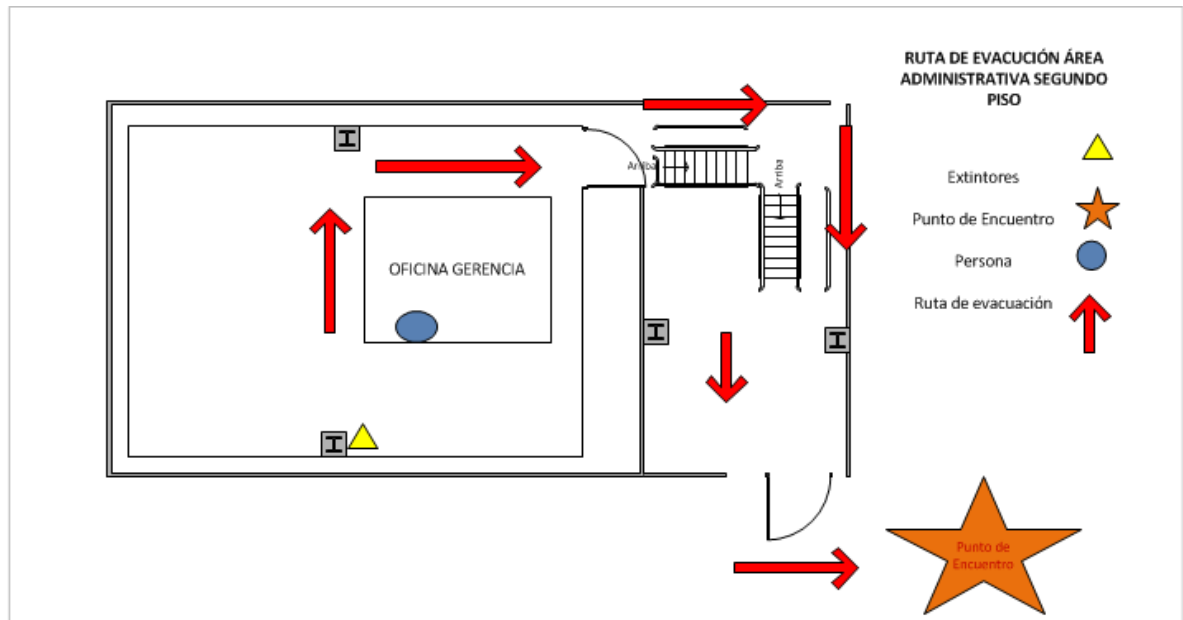 RUTA DE EVACUCIÓN ÁREA
ADMINISTRATIVA SEGUNDO
PISO
Arriba
Arriba
Extintores
Punto de Encuentro
OFICINA GERENCIA
Persona
Ruta de evacuación
Punto de
Encuentro